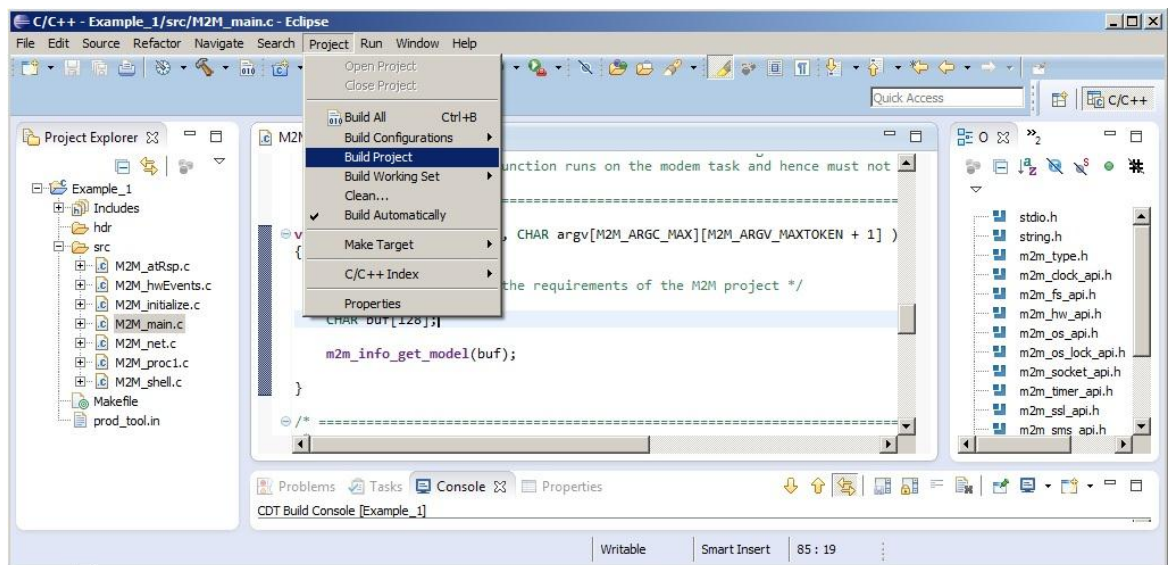 C/C++ - Example_1/src/M2M_main.c - Eclipse
File Edit Source Refactor Navigate Search Project Run Window Help
Open Project
Close Project
Build All Ctrl+B
Build Configurations
Build Project
Build Working Set
Clean...
Build Automatically
Make Target
C/C++ Index
Properties
Quick Access
C/C++
Project Explorer
Example_1
Includes
hdr
src
M2M_atRsp.c
M2M_hwEvents.c
M2M_initialize.c
M2M_main.c
M2M_net.c
M2M_proc1.c
M2M_shell.c
Makefile
prod_tool.in
unction runs on the modem task and hence must not
, CHAR argv[M2M_ARGC_MAX][M2M_ARGV_MAXTOKEN + 1] )
{
the requirements of the M2M project */
CHAR buf[128];
m2m_info_get_model(buf);
}
/* ====
O
stdio.h
string.h
m2m_type.h
m2m_clock_api.h
m2m_fs_api.h
m2m_hw_api.h
m2m_os_api.h
m2m_os_lock_api.h
m2m_socket_api.h
m2m_timer_api.h
m2m_ssl_api.h
m2m_sms_api.h
Problems Tasks Console Properties
CDT Build Console [Example_1]
Writable Smart Insert 85 : 19